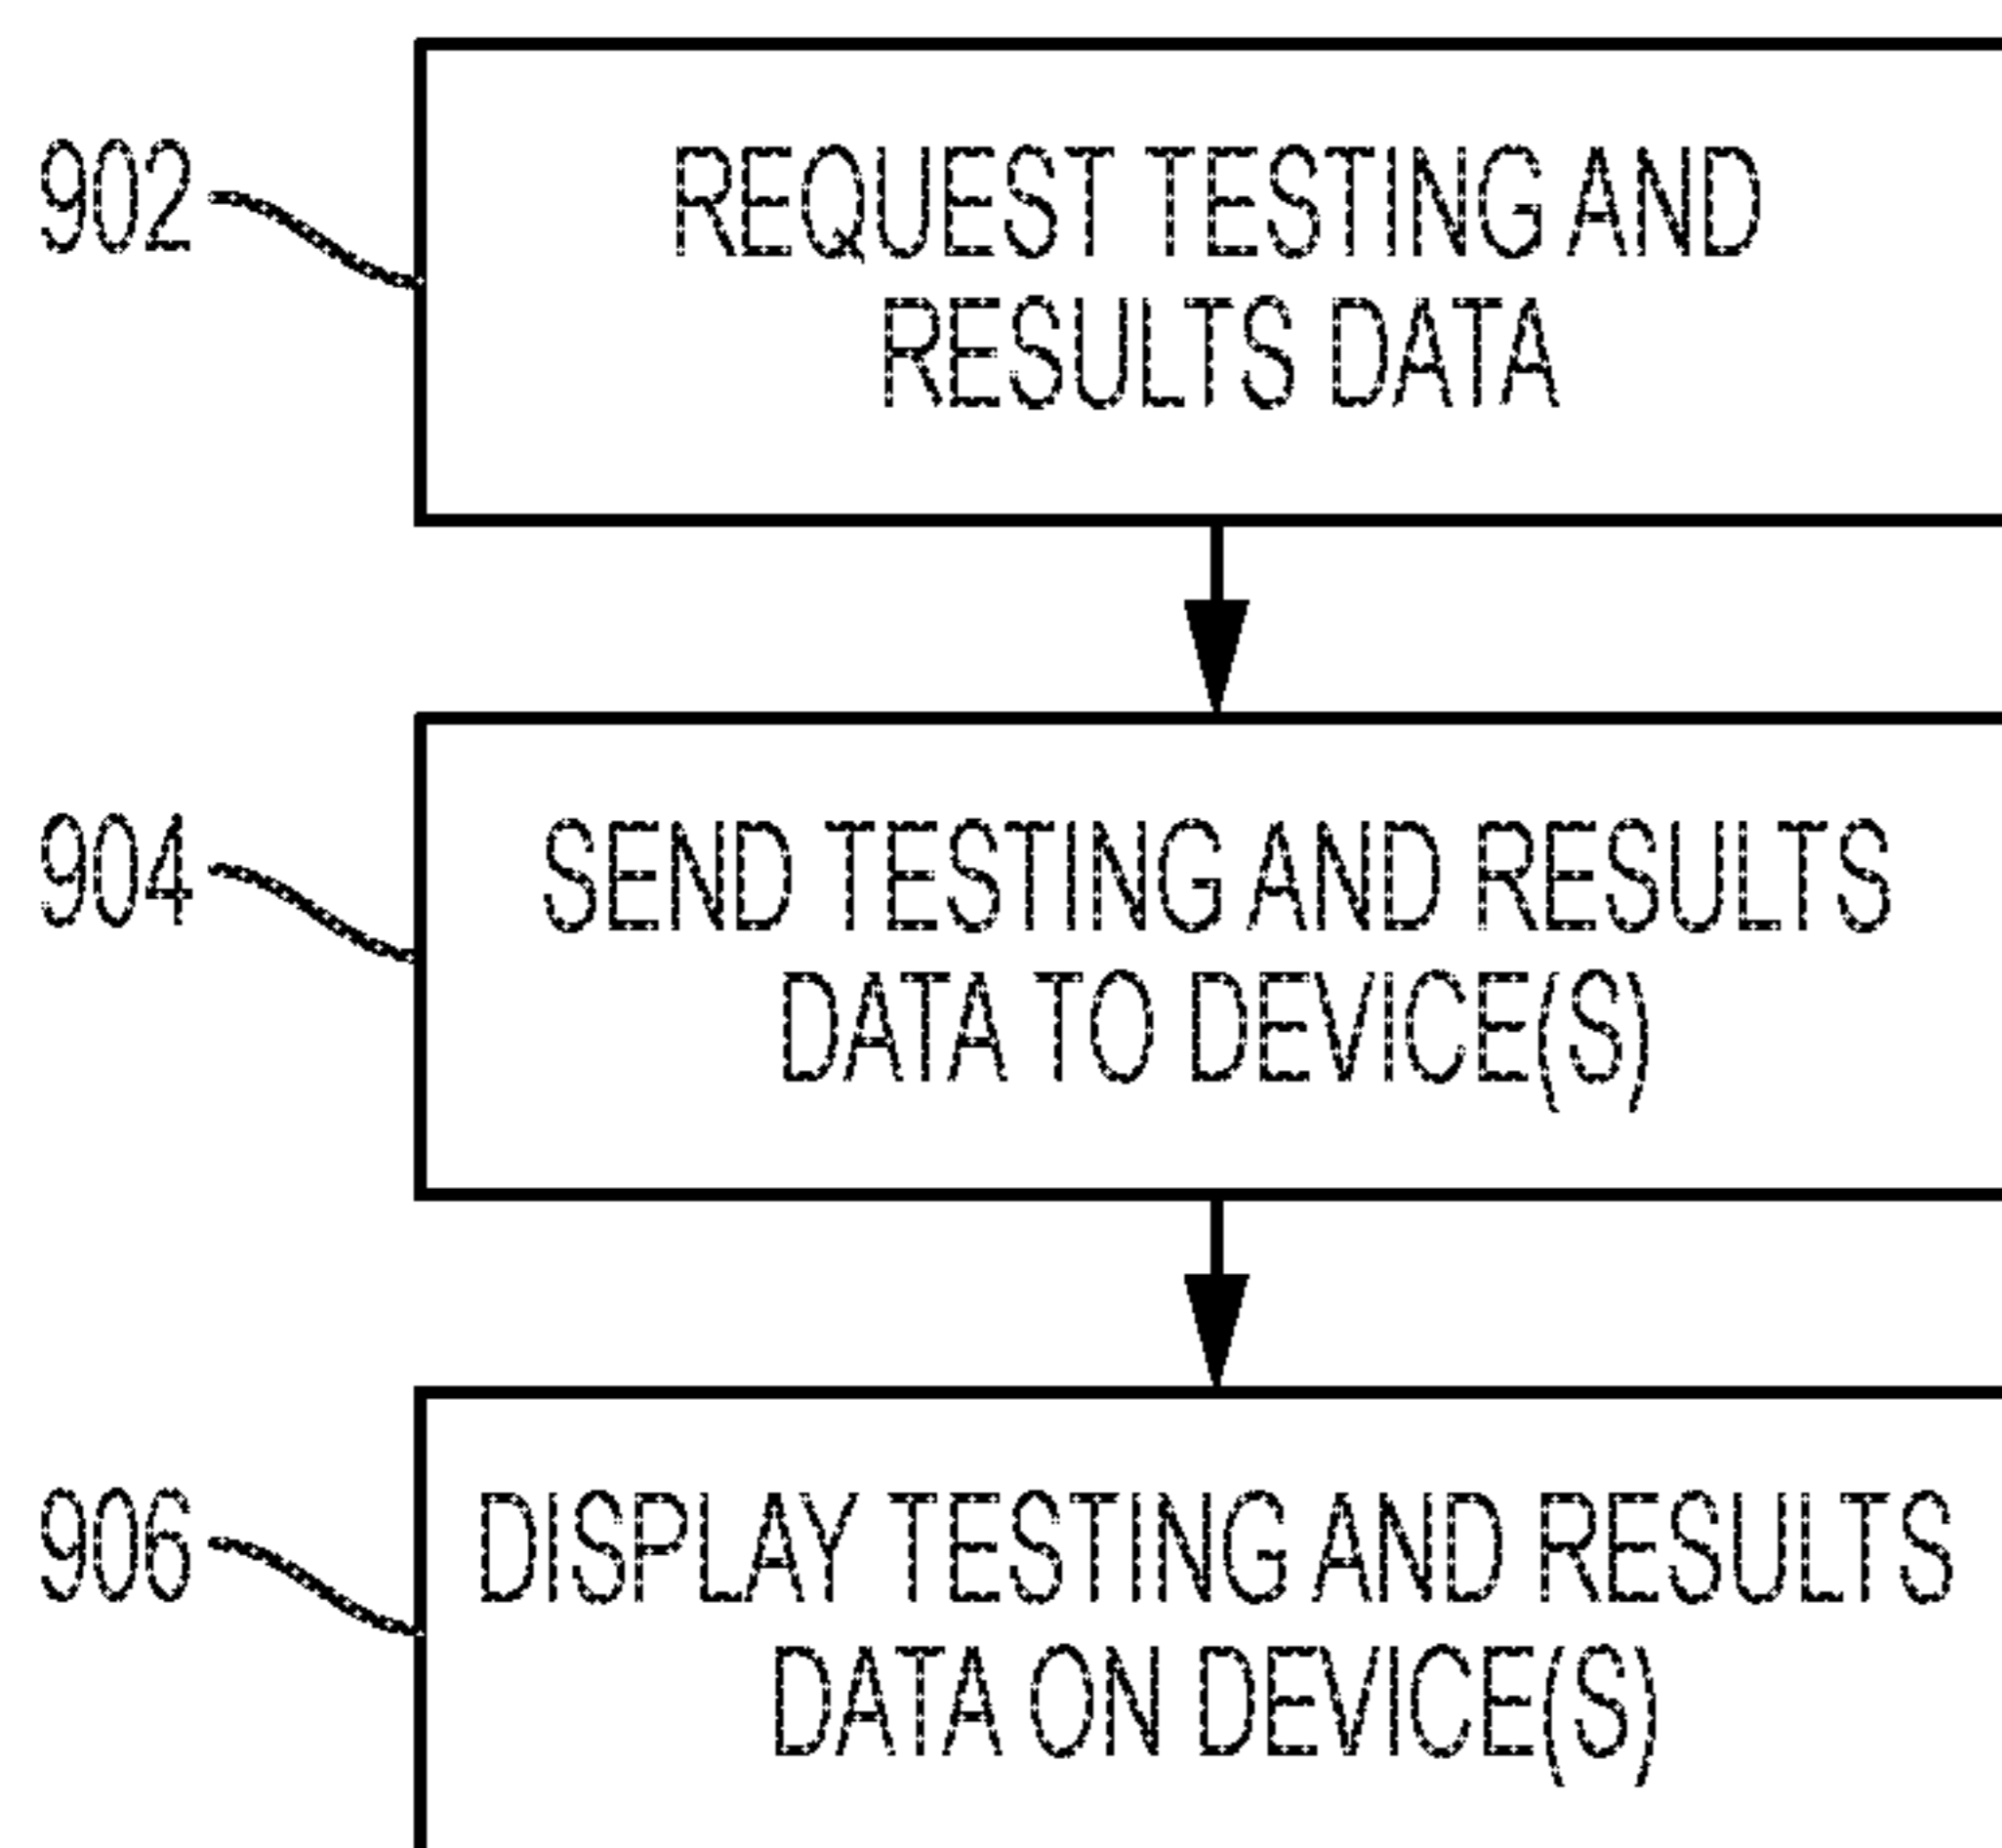 902
REQUEST TESTING AND
RESULTS DATA
904
SEND TESTING AND RESULTS
DATA TO DEVICE(S)
906
DISPLAY TESTING AND RESULTS
DATA ON DEVICE(S)